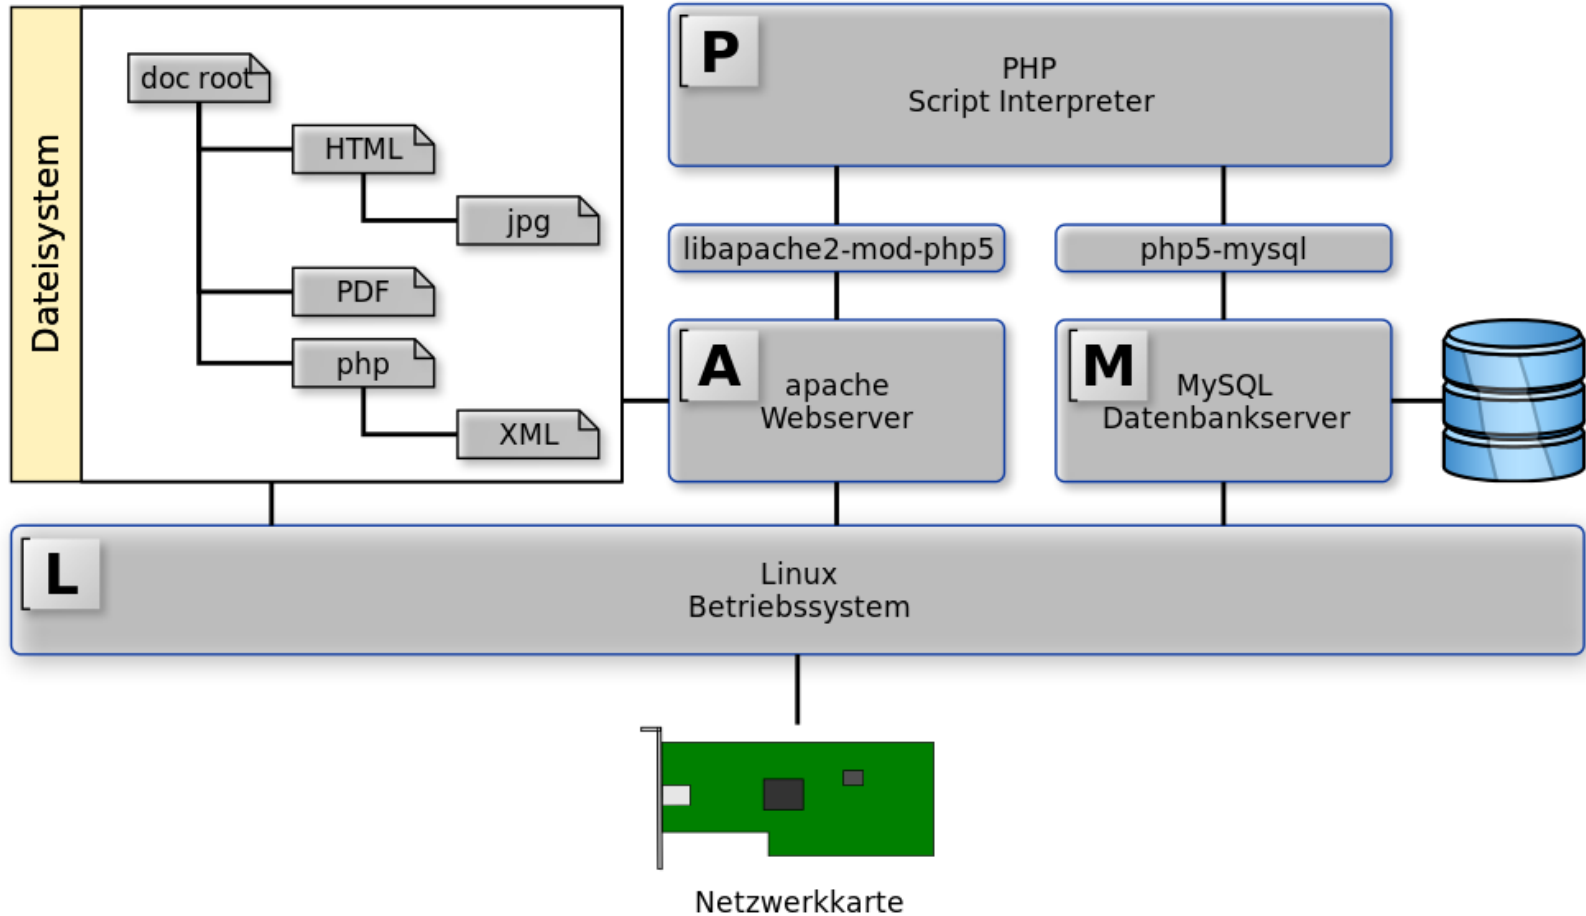 Dateisystem
doc root
HTML
jpg
PDF
php
XML
P
PHP
Script Interpreter
libapache2-mod-php5
php5-mysql
A
apache
Webserver
M
MySQL
Datenbankserver
L
Linux
Betriebssystem
Netzwerkkarte